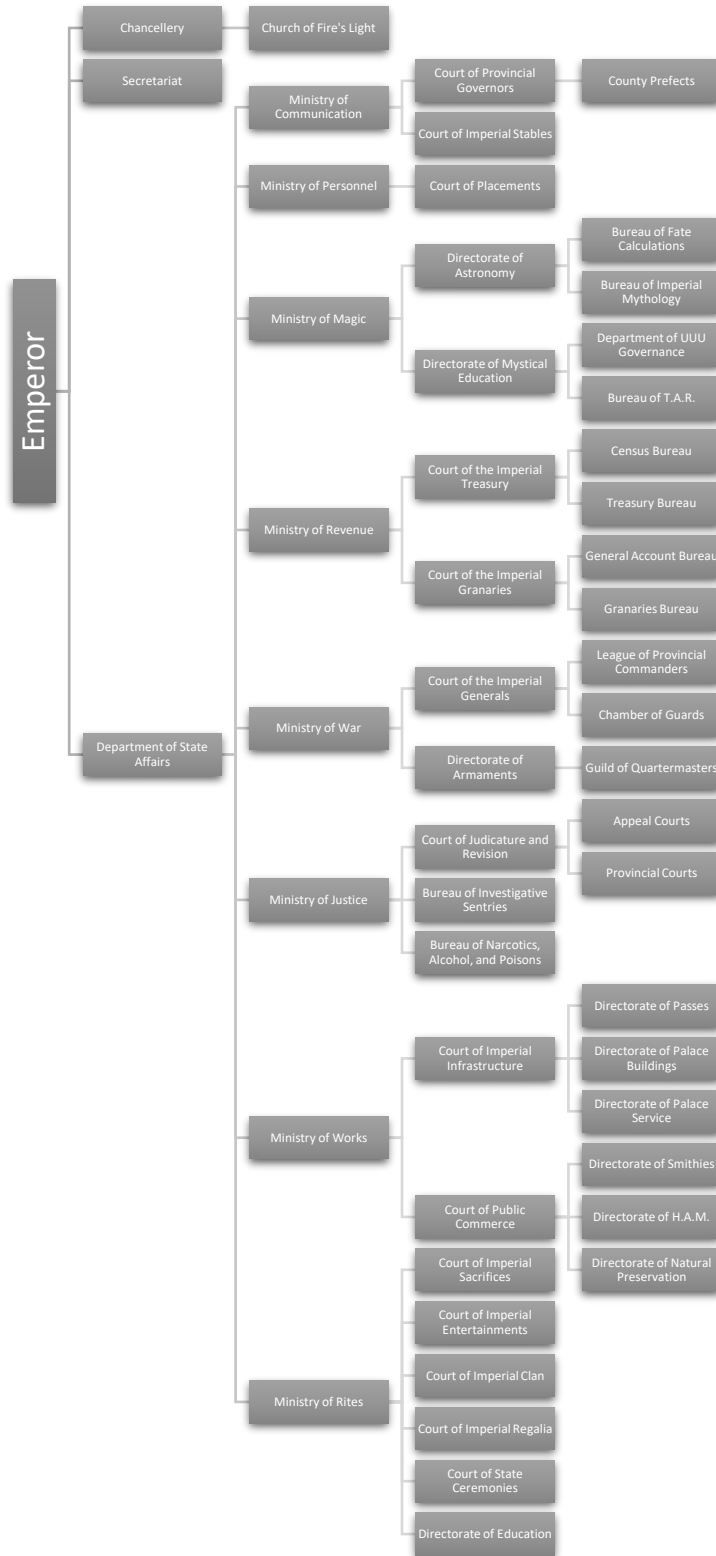 Emperor
Chancellery
Church of Fire's Light
Secretariat
Department of State
Affairs
Ministry of
Communication
Court of Provincial
Governors
County Prefects
Court of Imperial Stables
Ministry of Personnel
Court of Placements
Ministry of Magic
Directorate of
Astronomy
Bureau of Fate
Calculations
Bureau of Imperial
Mythology
Directorate of Mystical
Education
Department of UUU
Governance
Bureau of T.A.R.
Ministry of Revenue
Court of the Imperial
Treasury
Census Bureau
Treasury Bureau
Court of the Imperial
Granaries
General Account Bureau
Granaries Bureau
Ministry of War
Court of the Imperial
Generals
League of Provincial
Commanders
Chamber of Guards
Directorate of
Armaments
Guild of Quartermasters
Ministry of Justice
Court of Judicature and
Revision
Appeal Courts
Provincial Courts
Bureau of Investigative
Sentries
Bureau of Narcotics,
Alcohol, and Poisons
Ministry of Works
Court of Imperial
Infrastructure
Directorate of Passes
Directorate of Palace
Buildings
Directorate of Palace
Service
Court of Public
Commerce
Directorate of Smithies
Directorate of H.A.M.
Directorate of Natural
Preservation
Ministry of Rites
Court of Imperial
Sacrifices
Court of Imperial
Entertainments
Court of Imperial Clan
Court of Imperial Regalia
Court of State
Ceremonies
Directorate of Education